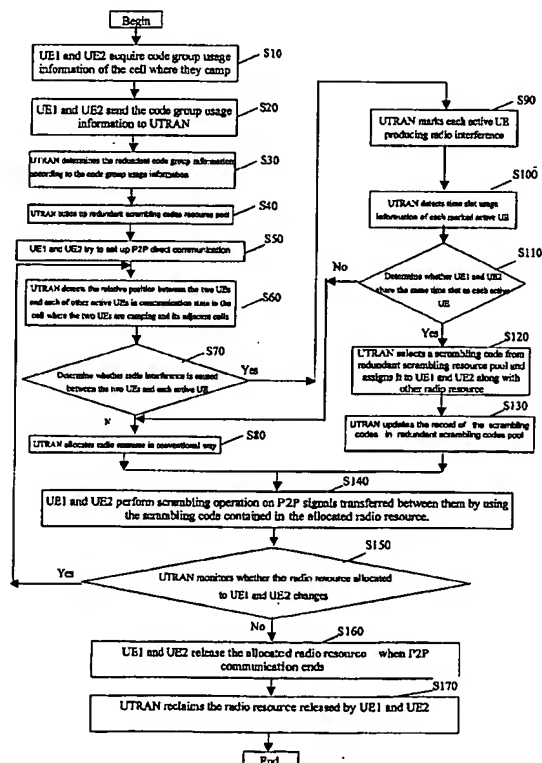 Begin
S10
UE1 and UE2 acquire code group usage
information of the cell where they camp
S20
UE1 and UE2 send the code group usage
information to UTRAN
S30
UTRAN determines the redundant code group information
according to the code group usage information
S40
UTRAN builds up redundant scrambling codes resource pool
S50
UE1 and UE2 try to set up P2P direct communication
S60
UTRAN detects the relative position between the two UEs
and each of other active UEs in communication state in the
cell where the two UEs are camping and its adjacent cells
S70
Determine whether radio interference is caused
between the two UEs and each active UE
Yes
N
S80
UTRAN allocates radio resource in conventional way
S90
UTRAN marks each active UE
producing radio interference
S100
UTRAN detects time slot usage
information of each marked active UE
S110
No
Determine whether UE1 and UE2
share the same time slot as each active
UE
Yes
S120
UTRAN selects a scrambling code from
redundant scrambling resource pool and
assigns it to UE1 and UE2 along with
other radio resource
S130
UTRAN updates the record of the scrambling
codes in redundant scrambling codes pool
S140
UE1 and UE2 perform scrambling operation on P2P signals transferred between them by using
the scrambling code contained in the allocated radio resource.
S150
Yes
UTRAN monitors whether the radio resource allocated
to UE1 and UE2 changes
No
S160
UE1 and UE2 release the allocated radio resource when P2P
communication ends
S170
UTRAN reclaims the radio resource released by UE1 and UE2
End